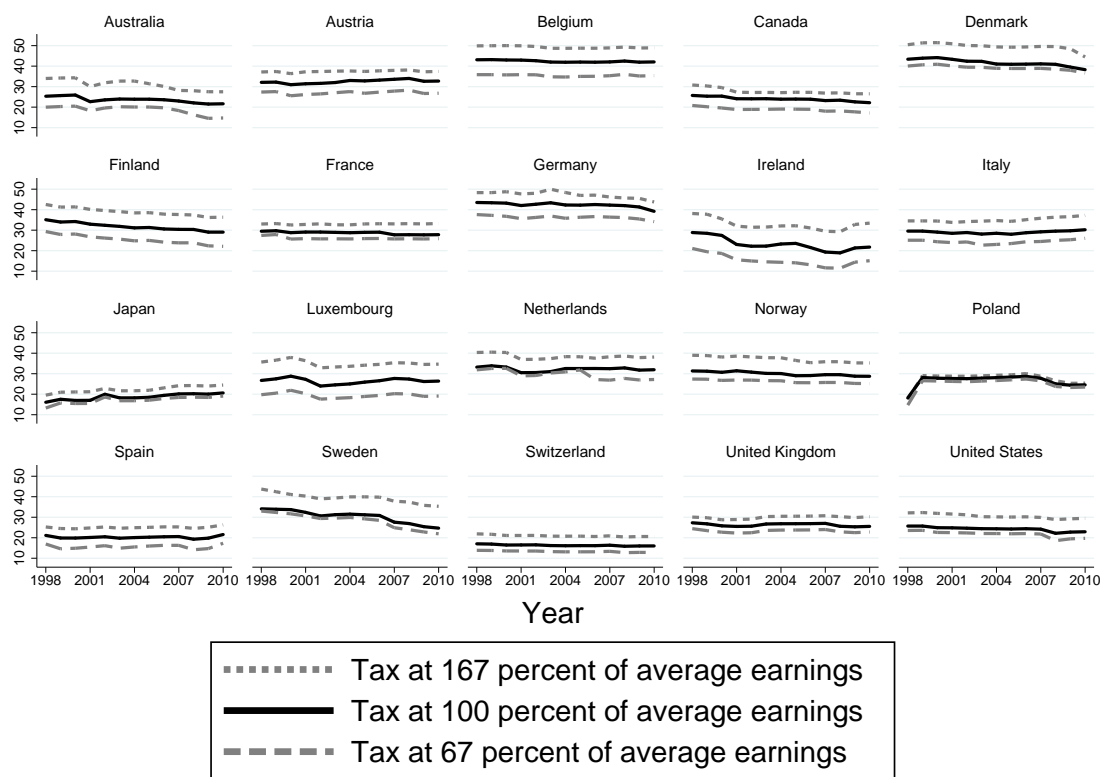 Australia Austria Belgium Canada Denmark
50
40
30
20
10
Finland France Germany Ireland Italy
50
40
30
20
10
Japan Luxembourg Netherlands Norway Poland
50
40
30
20
10
Spain Sweden Switzerland United Kingdom United States
50
40
30
20
10
1998 2001 2004 2007 2010 1998 2001 2004 2007 2010 1998 2001 2004 2007 2010 1998 2001 2004 2007 2010 1998 2001 2004 2007 2010
Year
Tax at 167 percent of average earnings
Tax at 100 percent of average earnings
Tax at 67 percent of average earnings